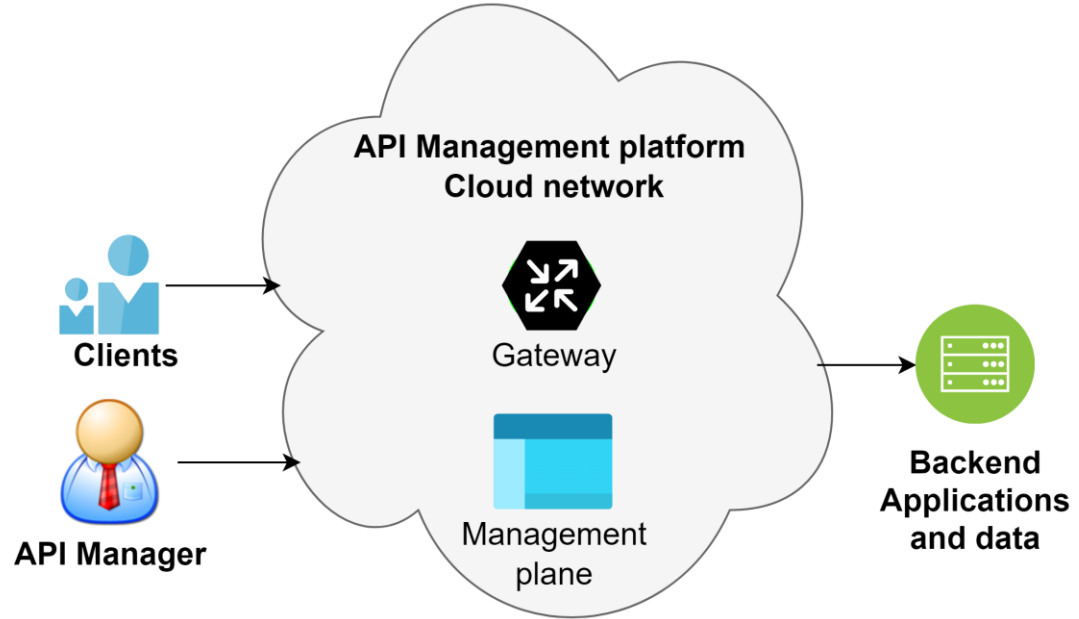 API Management platform
Cloud network
Clients
Gateway
API Manager
Management
plane
Backend
Applications
and data